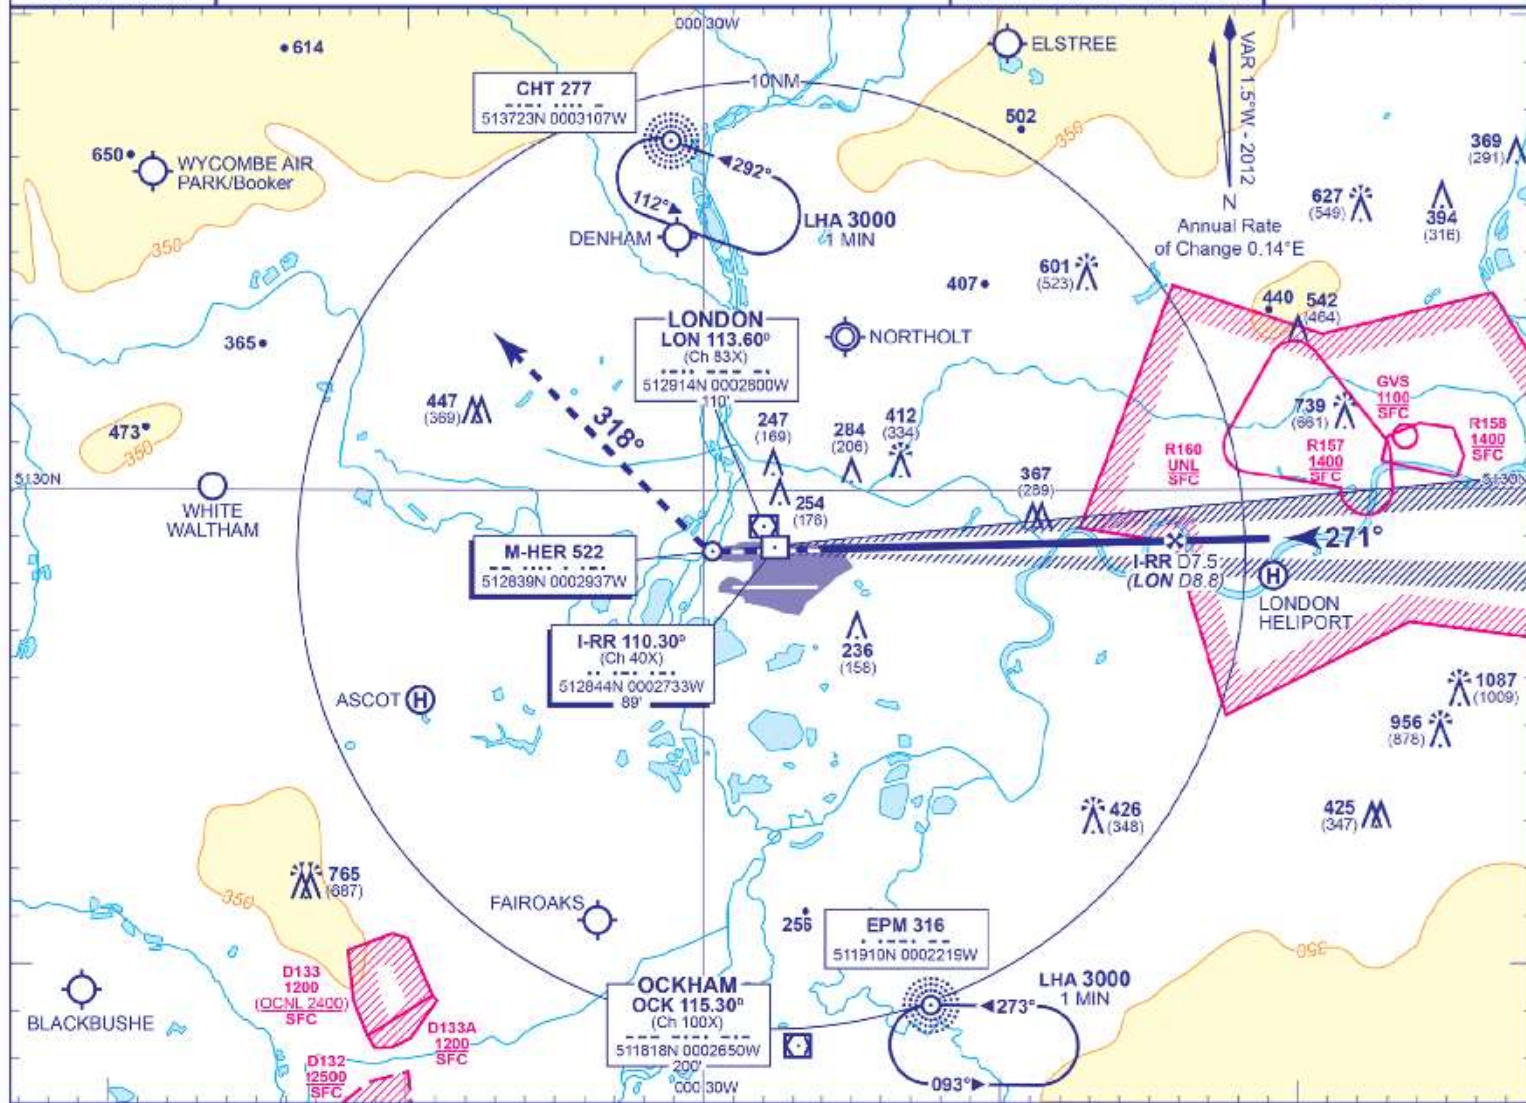 000 30W
614
ELSTREE
10NM
CHT 277
513723N 0003107W
502
350
VAR 1.5°W - 2012
369
(291)
650
WYCOMBE AIR
PARK/Booker
292°
112°
LHA 3000
1 MIN
DENHAM
N
Annual Rate
of Change 0.14°E
627
(549)
394
(316)
350
407
601
(523)
440
542
(464)
LONDON
LON 113.60°
(Ch 83X)
512914N 0002800W
110'
NORTHOLT
365
447
(369)
318°
247
(169)
284
(206)
412
(334)
739
(661)
GVS
1100
SFC
R158
1400
SFC
R160
UNL
SFC
R157
1400
SFC
473
350
5130N
367
(289)
254
(176)
5130N
WHITE
WALTHAM
M-HER 522
512839N 0002937W
271°
I-RR D7.5
(LON D8.8)
LONDON
HELIPORT
H
I-RR 110.30°
(Ch 40X)
512844N 0002733W
89'
236
(158)
ASCOT H
1087
(1009)
956
(878)
426
(348)
425
(347)
765
(687)
350
FAIROAKS
256
EPM 316
511910N 0002219W
350
D133
1200
(OCNL 2400)
SFC
OCKHAM
OCK 115.30°
(Ch 100X)
511818N 0002650W
200'
LHA 3000
1 MIN
273°
093°
BLACKBUSHE
D133A
1200
SFC
D132
12500
SFC
000 30W